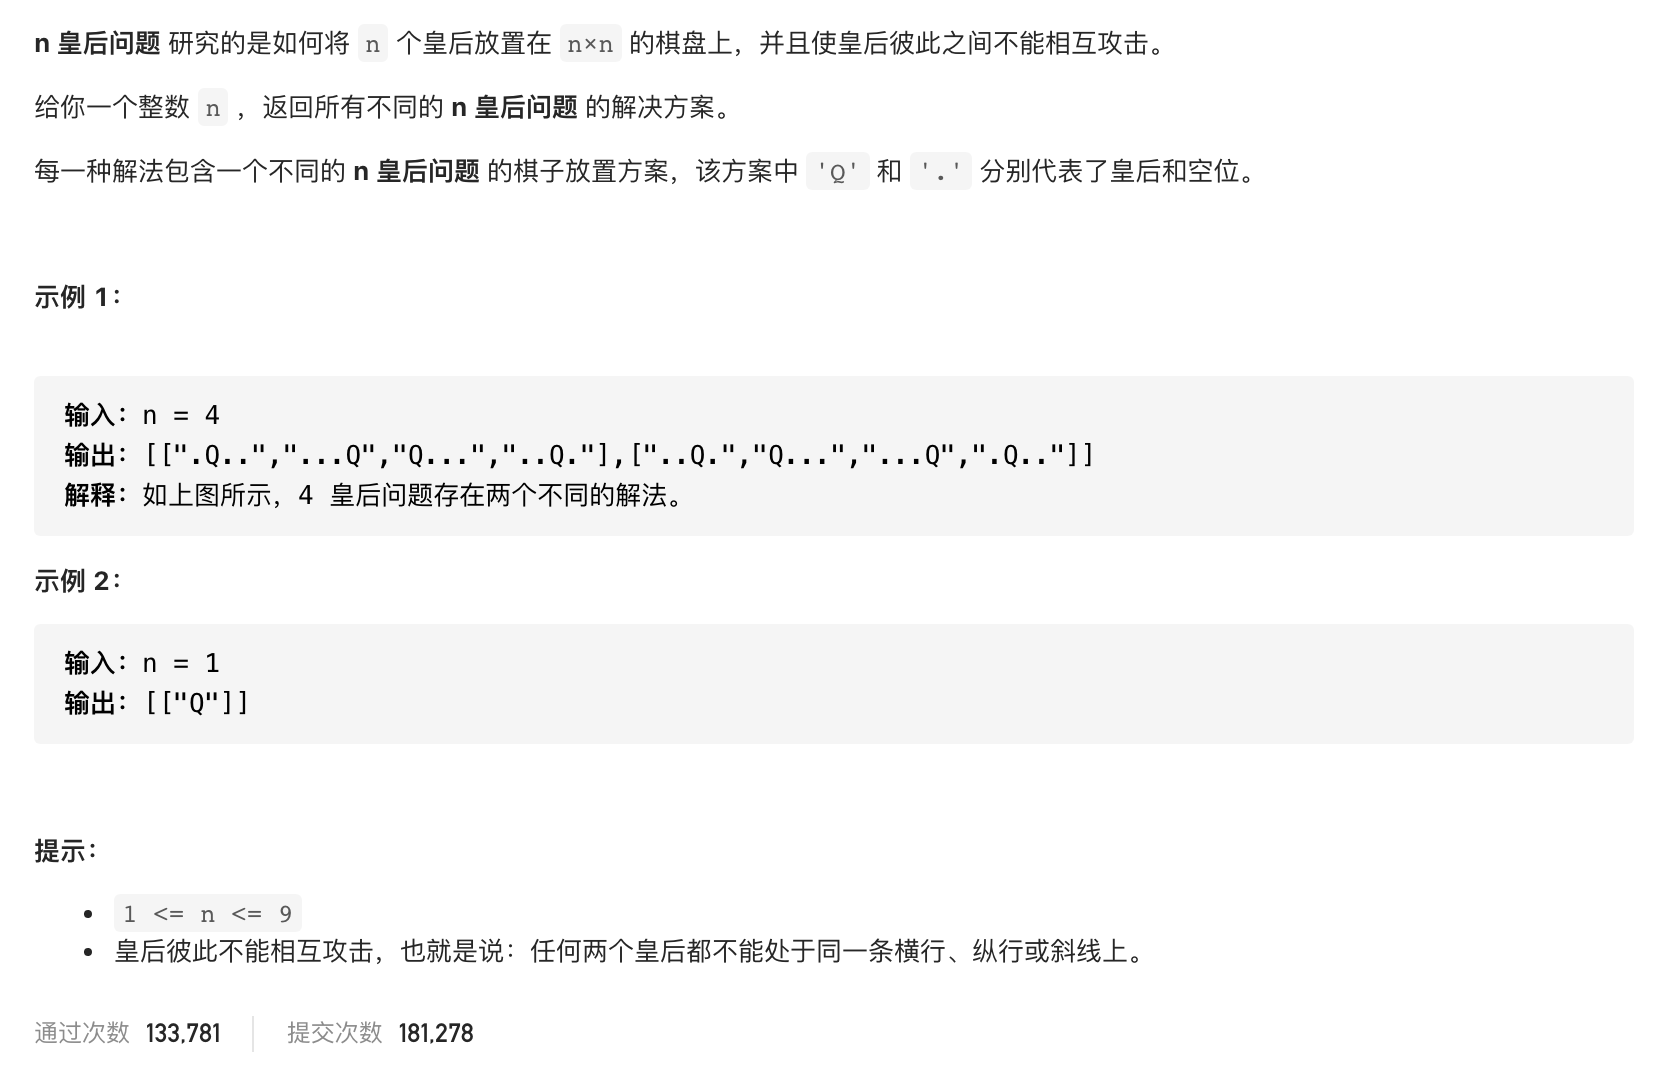 n 皇后问题 研究的是如何将 n 个皇后放置在 n×n 的棋盘上，并且使皇后彼此之间不能相互攻击。
给你一个整数 n ，返回所有不同的 n 皇后问题 的解决方案。
每一种解法包含一个不同的 n 皇后问题 的棋子放置方案，该方案中 'Q' 和 '.' 分别代表了皇后和空位。
示例 1：
输入：n = 4
输出：[[".Q..","...Q","Q...","..Q."],["..Q.","Q...","...Q",".Q.."]]
解释：如上图所示，4 皇后问题存在两个不同的解法。
示例 2：
输入：n = 1
输出：[["Q"]]
提示：
• 1 <= n <= 9
• 皇后彼此不能相互攻击，也就是说：任何两个皇后都不能处于同一条横行、纵行或斜线上。
通过次数 133,781 提交次数 181,278